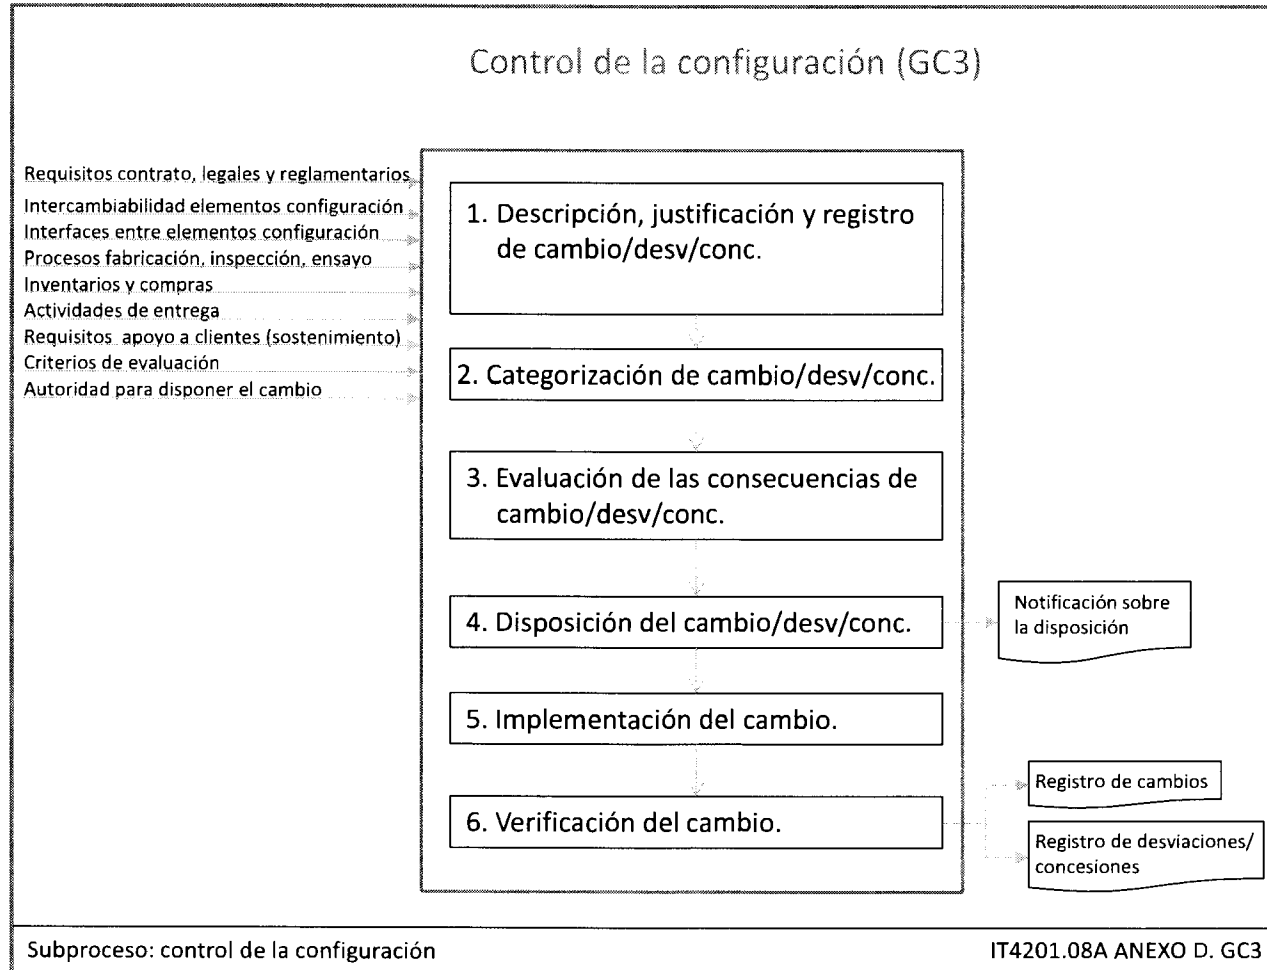 Control de la configuración (GC3)
Requisitos contrato, legales y reglamentarios
Intercambiabilidad elementos configuración
Interfaces entre elementos configuración
Procesos fabricación, inspección, ensayo
Inventarios y compras
Actividades de entrega
Requisitos apoyo a clientes (sostenimiento)
Criterios de evaluación
Autoridad para disponer el cambio
1. Descripción, justificación y registro
de cambio/desv/conc.
2. Categorización de cambio/desv/conc.
3. Evaluación de las consecuencias de
cambio/desv/conc.
4. Disposición del cambio/desv/conc.
Notificación sobre
la disposición
5. Implementación del cambio.
6. Verificación del cambio.
Registro de cambios
Registro de desviaciones/
concesiones
Subproceso: control de la configuración
IT4201.08A ANEXO D. GC3